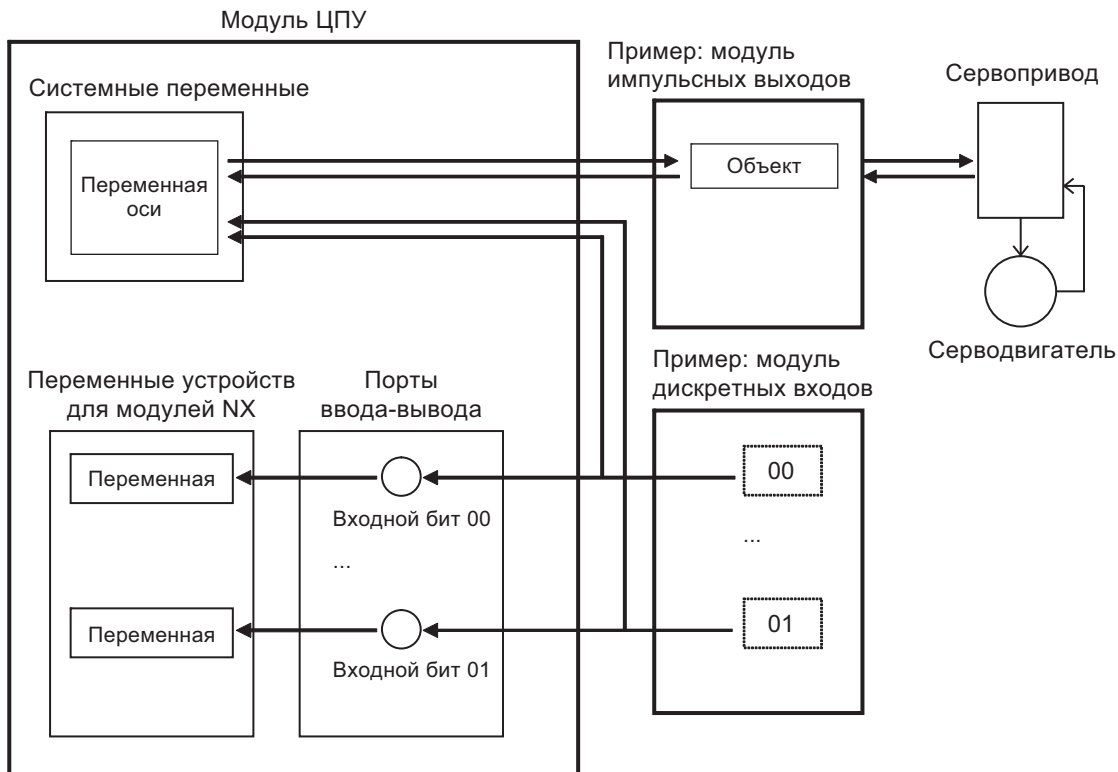 Модуль ЦПУ
Системные переменные
Переменная
оси
Пример: модуль
импульсных выходов
Объект
Сервопривод
Серводвигатель
Переменные устройств
для модулей NX
Порты
ввода-вывода
Пример: модуль
дискретных входов
Переменная
Входной бит 00
00
...
...
Переменная
Входной бит 01
01